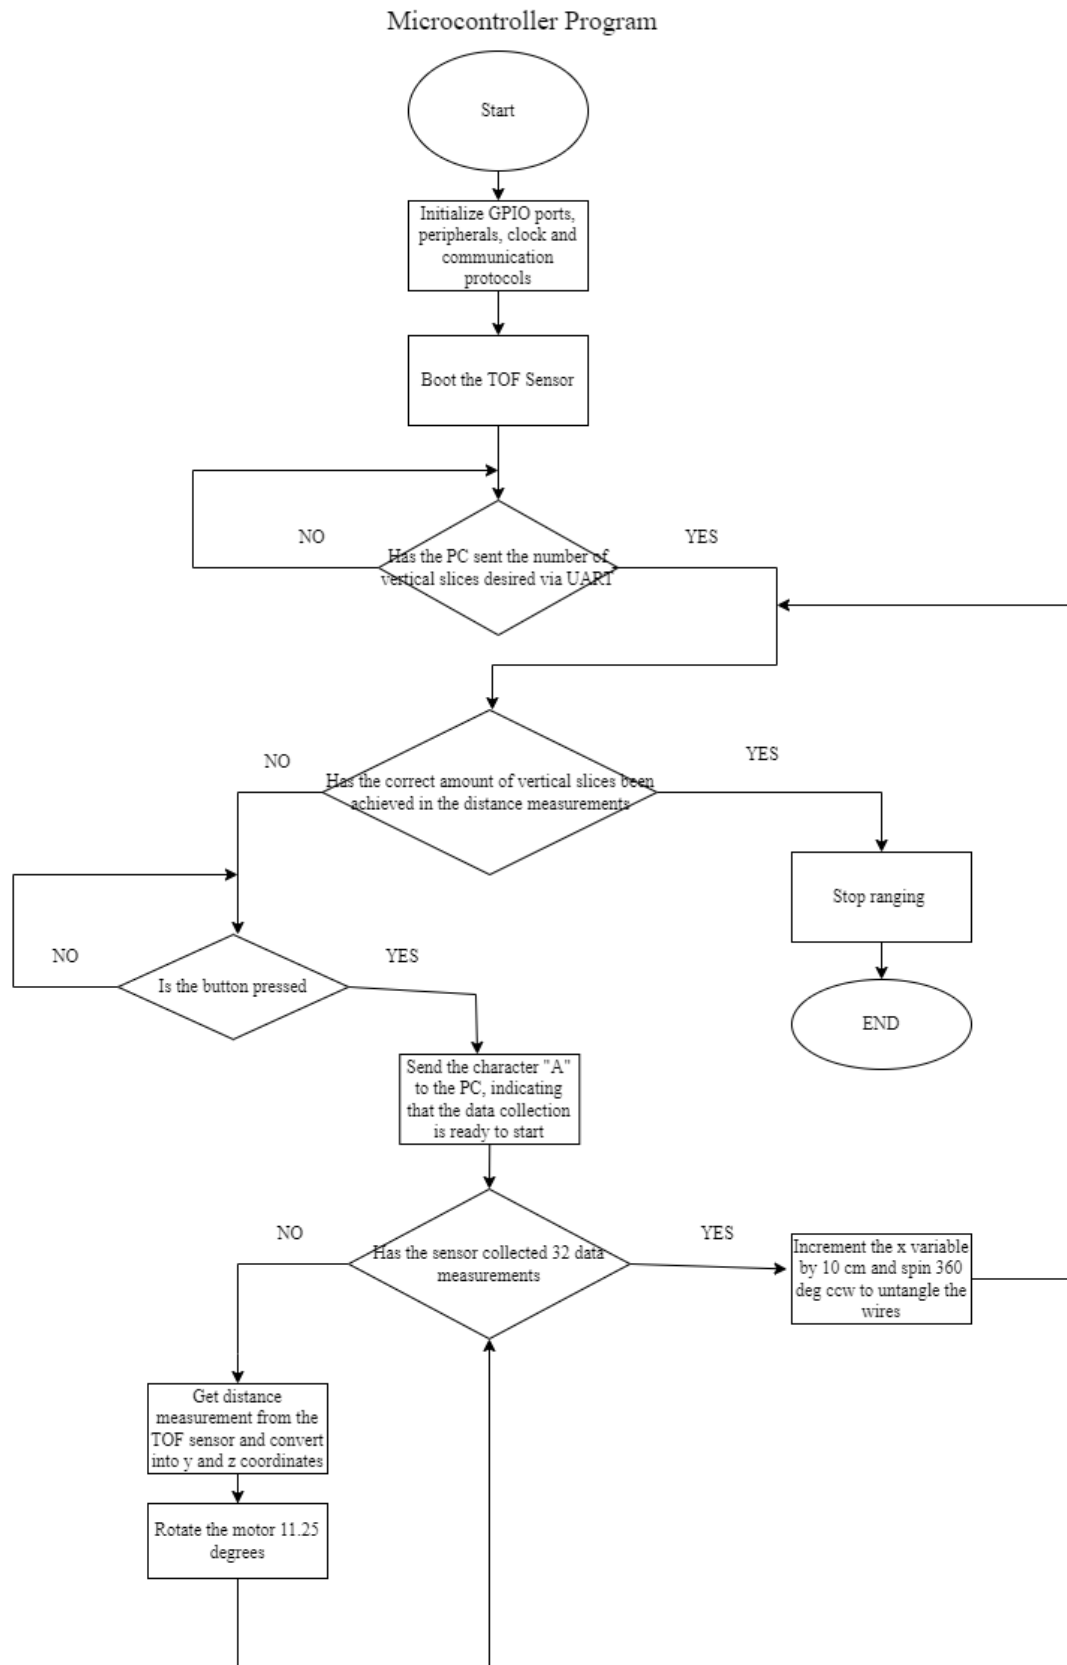 Microcontroller Program
Start
Initialize GPIO ports,
peripherals, clock and
communication
protocols
Boot the TOF Sensor
NO
YES
Has the PC sent the number of
vertical slices desired via UART
NO
YES
Has the correct amount of vertical slices been
achieved in the distance measurements
Stop ranging
NO
YES
Is the button pressed
END
Send the character "A"
to the PC, indicating
that the data collection
is ready to start
NO
YES
Has the sensor collected 32 data
measurements
Increment the x variable
by 10 cm and spin 360
deg ccw to untangle the
wires
Get distance
measurement from the
TOF sensor and convert
into y and z coordinates
Rotate the motor 11.25
degrees